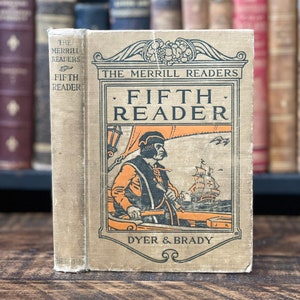 THE
MERRILL
READERS
FIFTH
READER
THE MERRILL READERS
· FIFTH ·
READER
DYER & BRADY